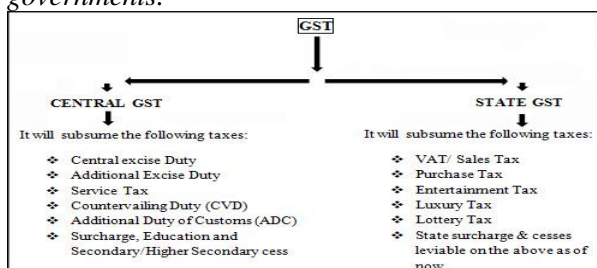 governments.
GST
CENTRAL GST
It will subsume the following taxes:
❖ Central excise Duty
❖ Additional Excise Duty
❖ Service Tax
❖ Countervailing Duty (CVD)
❖ Additional Duty of Customs (ADC)
❖ Surcharge, Education and
Secondary/Higher Secondary cess
STATE GST
It will subsume the following taxes:
❖ VAT/ Sales Tax
❖ Purchase Tax
❖ Entertainment Tax
❖ Luxury Tax
❖ Lottery Tax
❖ State surcharge & cesses
leviable on the above as of
now